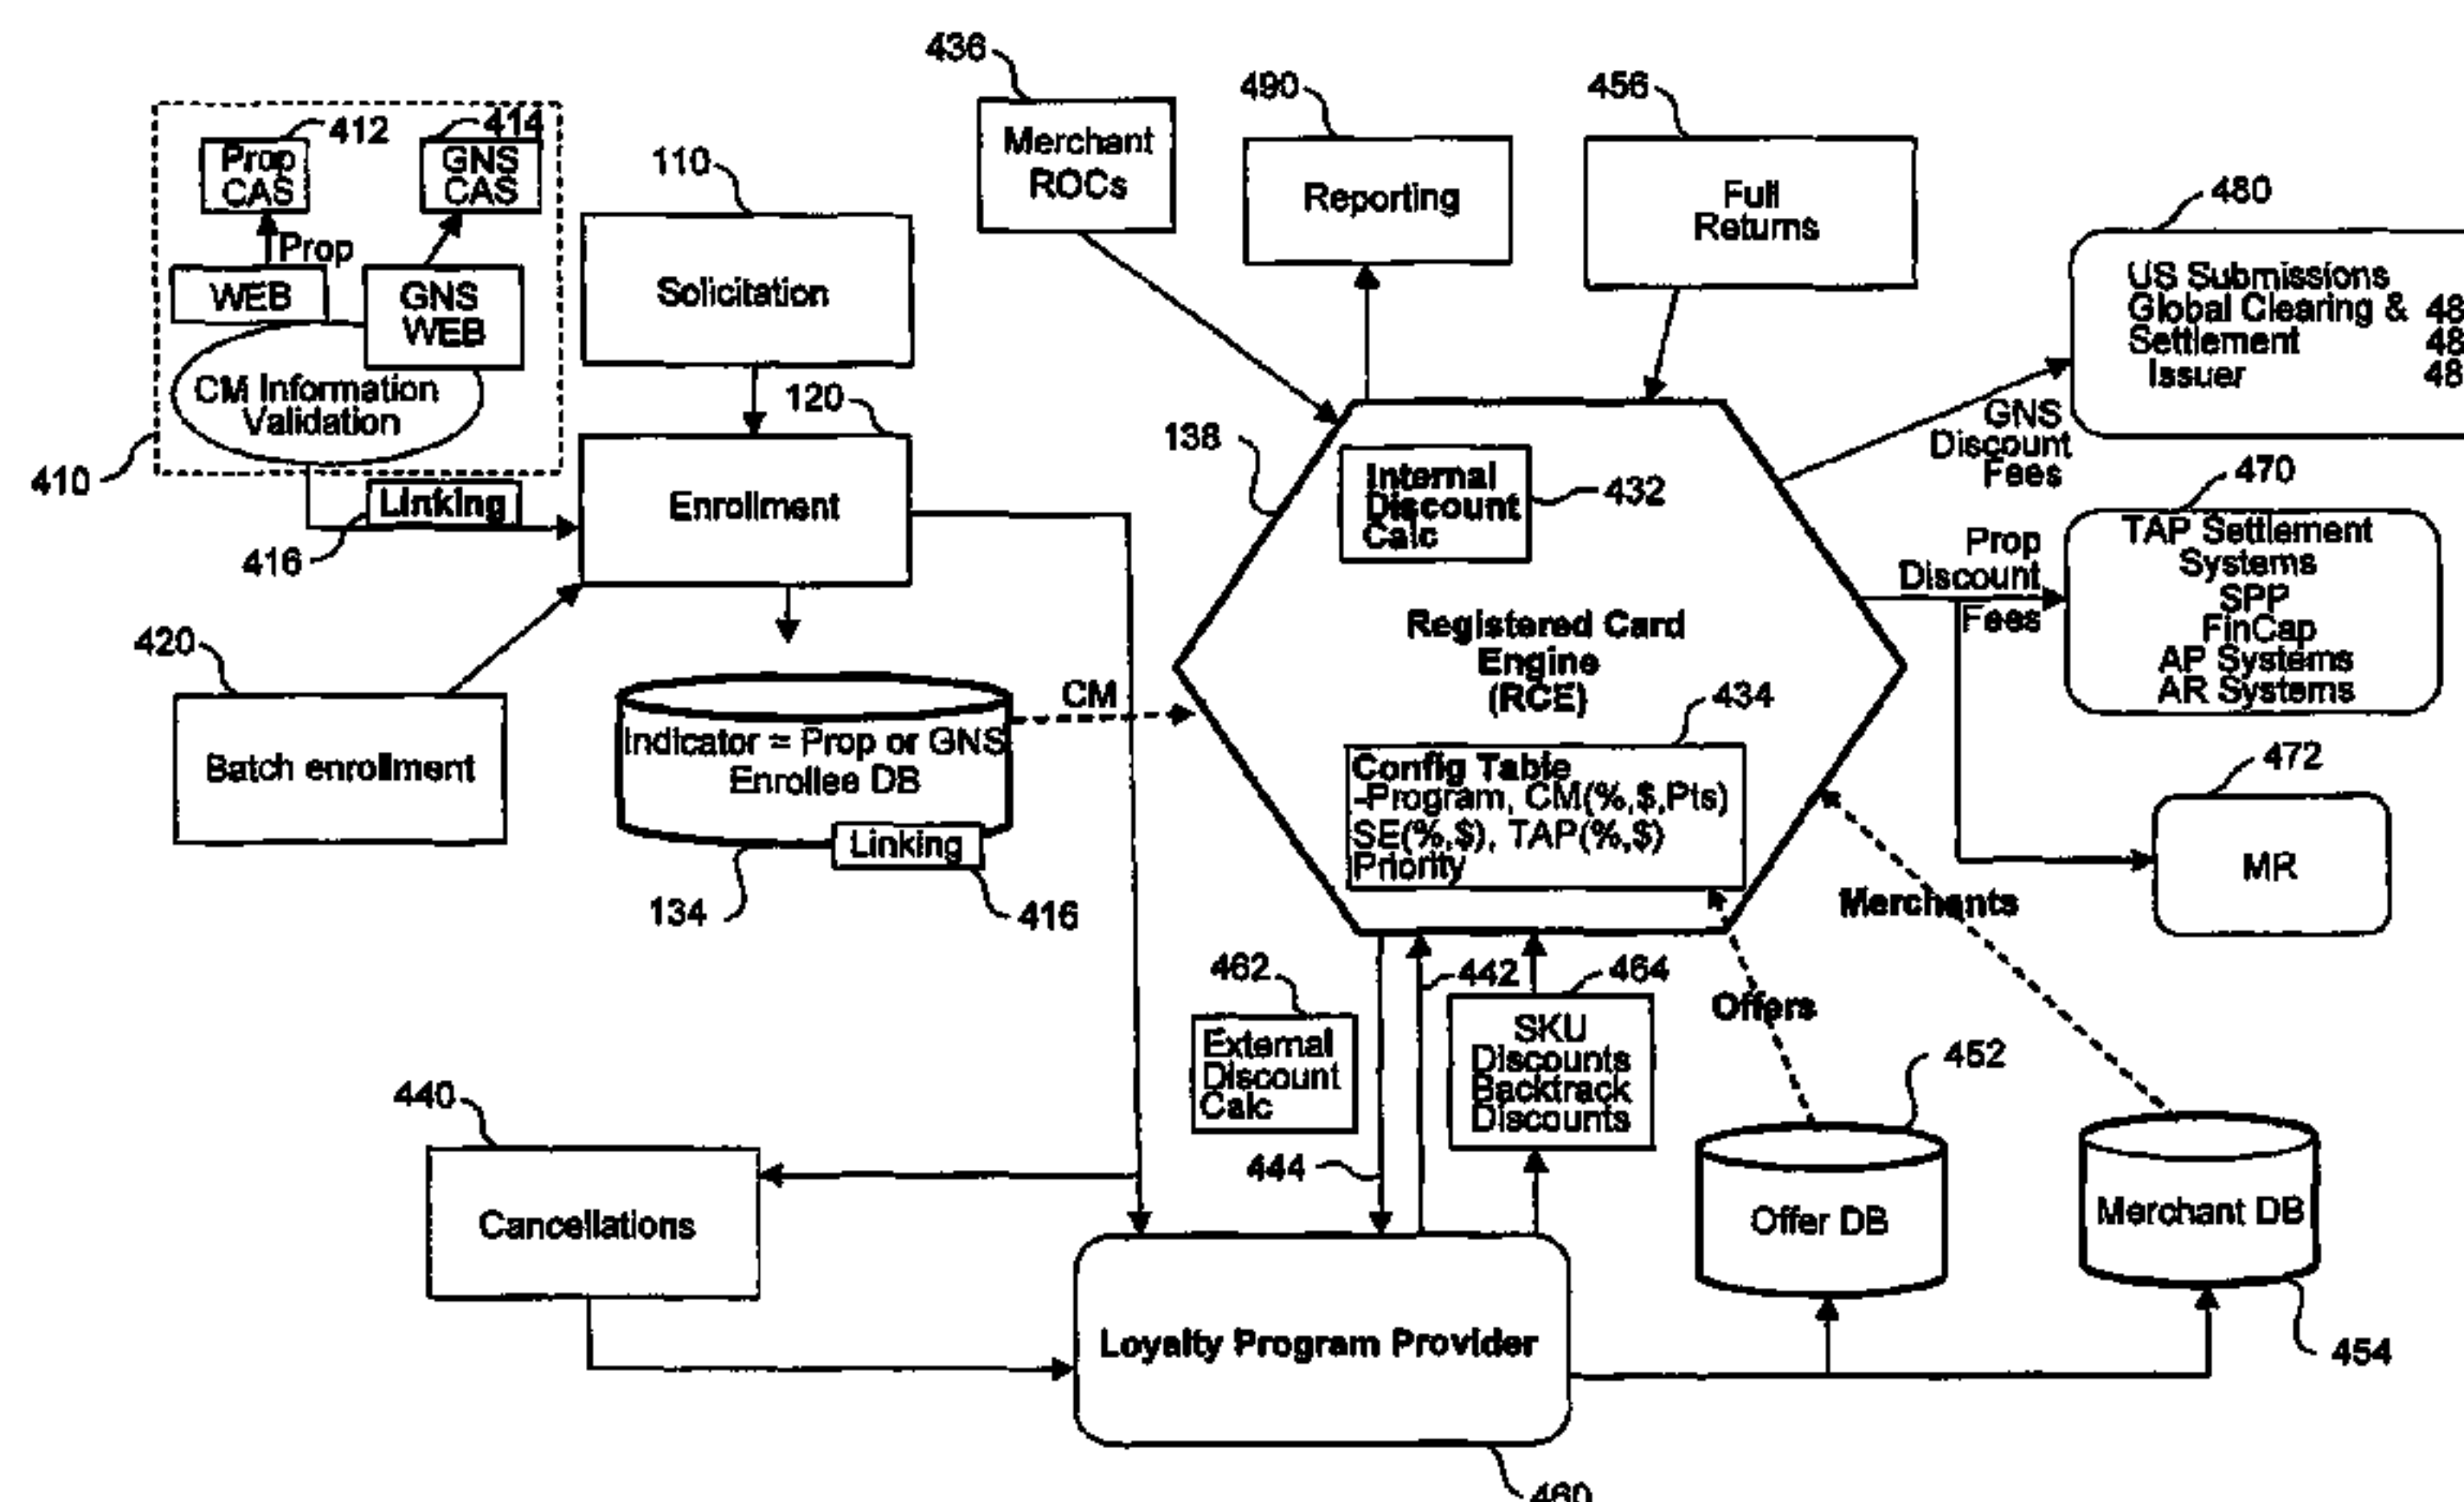 436
490
456
412
414
Prop
CAS
GNS
CAS
110
Merchant
ROCs
Reporting
Full
Returns
480
Prop
WEB
GNS
WEB
Solicitation
US Submissions
Global Clearing & 48
Settlement 48
Issuer 48
CM Information
Validation
120
138
GNS
Discount
Fees
410
Linking
416
Enrollment
Internal
Discount
Calc
432
470
Prop
Discount
Fees
TAP Settlement
Systems
SPP
FinCap
AP Systems
AR Systems
420
Batch enrollment
CM
Indicator = Prop or GNS
Enrollee DB
Linking
134
416
Registered Card
Engine
(RCE)
434
Config Table
-Program, CM(%,$,Pts)
SE(%,$), TAP(%,$)
Priority
472
MR
Merchants
462
442
464
External
Discount
Calc
SKU
Discounts
Backtrack
Discounts
Offers
452
440
444
Cancellations
Offer DB
Merchant DB
Loyalty Program Provider
454
460